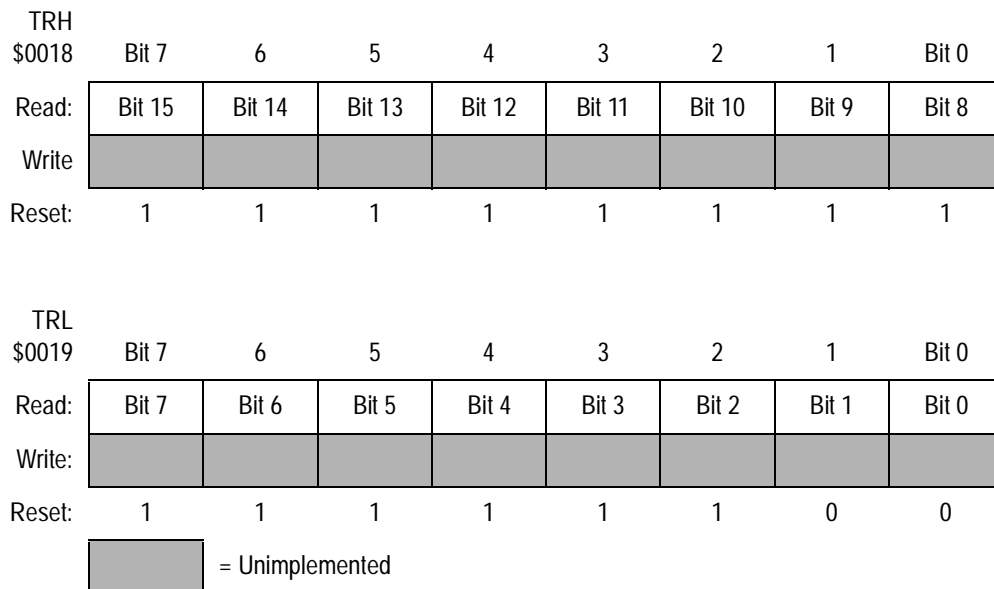 TRH
$0018 Bit 7 6 5 4 3 2 1 Bit 0
Read: Bit 15 Bit 14 Bit 13 Bit 12 Bit 11 Bit 10 Bit 9 Bit 8
Write
Reset: 1 1 1 1 1 1 1 1
TRL
$0019 Bit 7 6 5 4 3 2 1 Bit 0
Read: Bit 7 Bit 6 Bit 5 Bit 4 Bit 3 Bit 2 Bit 1 Bit 0
Write:
Reset: 1 1 1 1 1 1 0 0
= Unimplemented